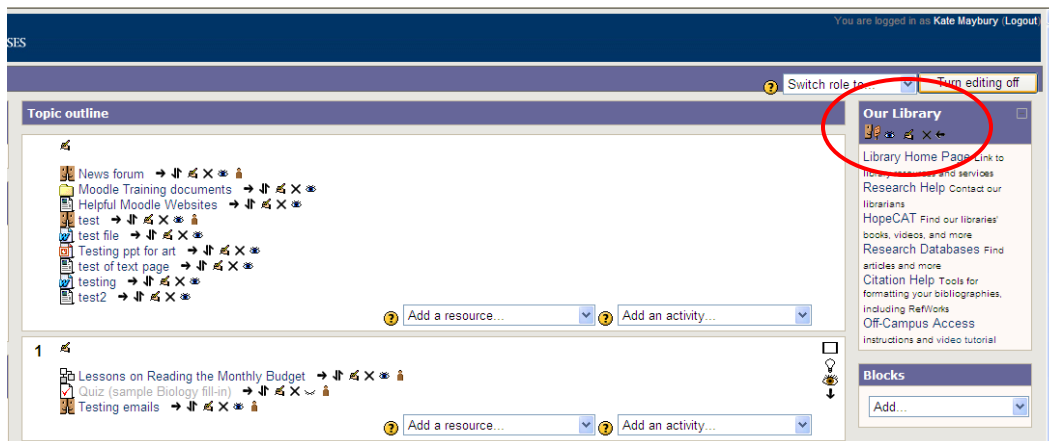 You are logged in as Kate Maybury (Logout)
SES
Switch role to...
Turn editing off
Topic outline
News forum
Moodle Training documents
Helpful Moodle Websites
test
test file
Testing ppt for art
test of text page
testing
test2
Add a resource...
Add an activity...
1
Lessons on Reading the Monthly Budget
Quiz (sample Biology fill-in)
Testing emails
Add a resource...
Add an activity...
Our Library
Library Home Page Link to
library resources and services
Research Help Contact our
librarians
HopeCAT Find our libraries'
books, videos, and more
Research Databases Find
articles and more
Citation Help Tools for
formatting your bibliographies,
including RefWorks
Off-Campus Access
instructions and video tutorial
Blocks
Add...